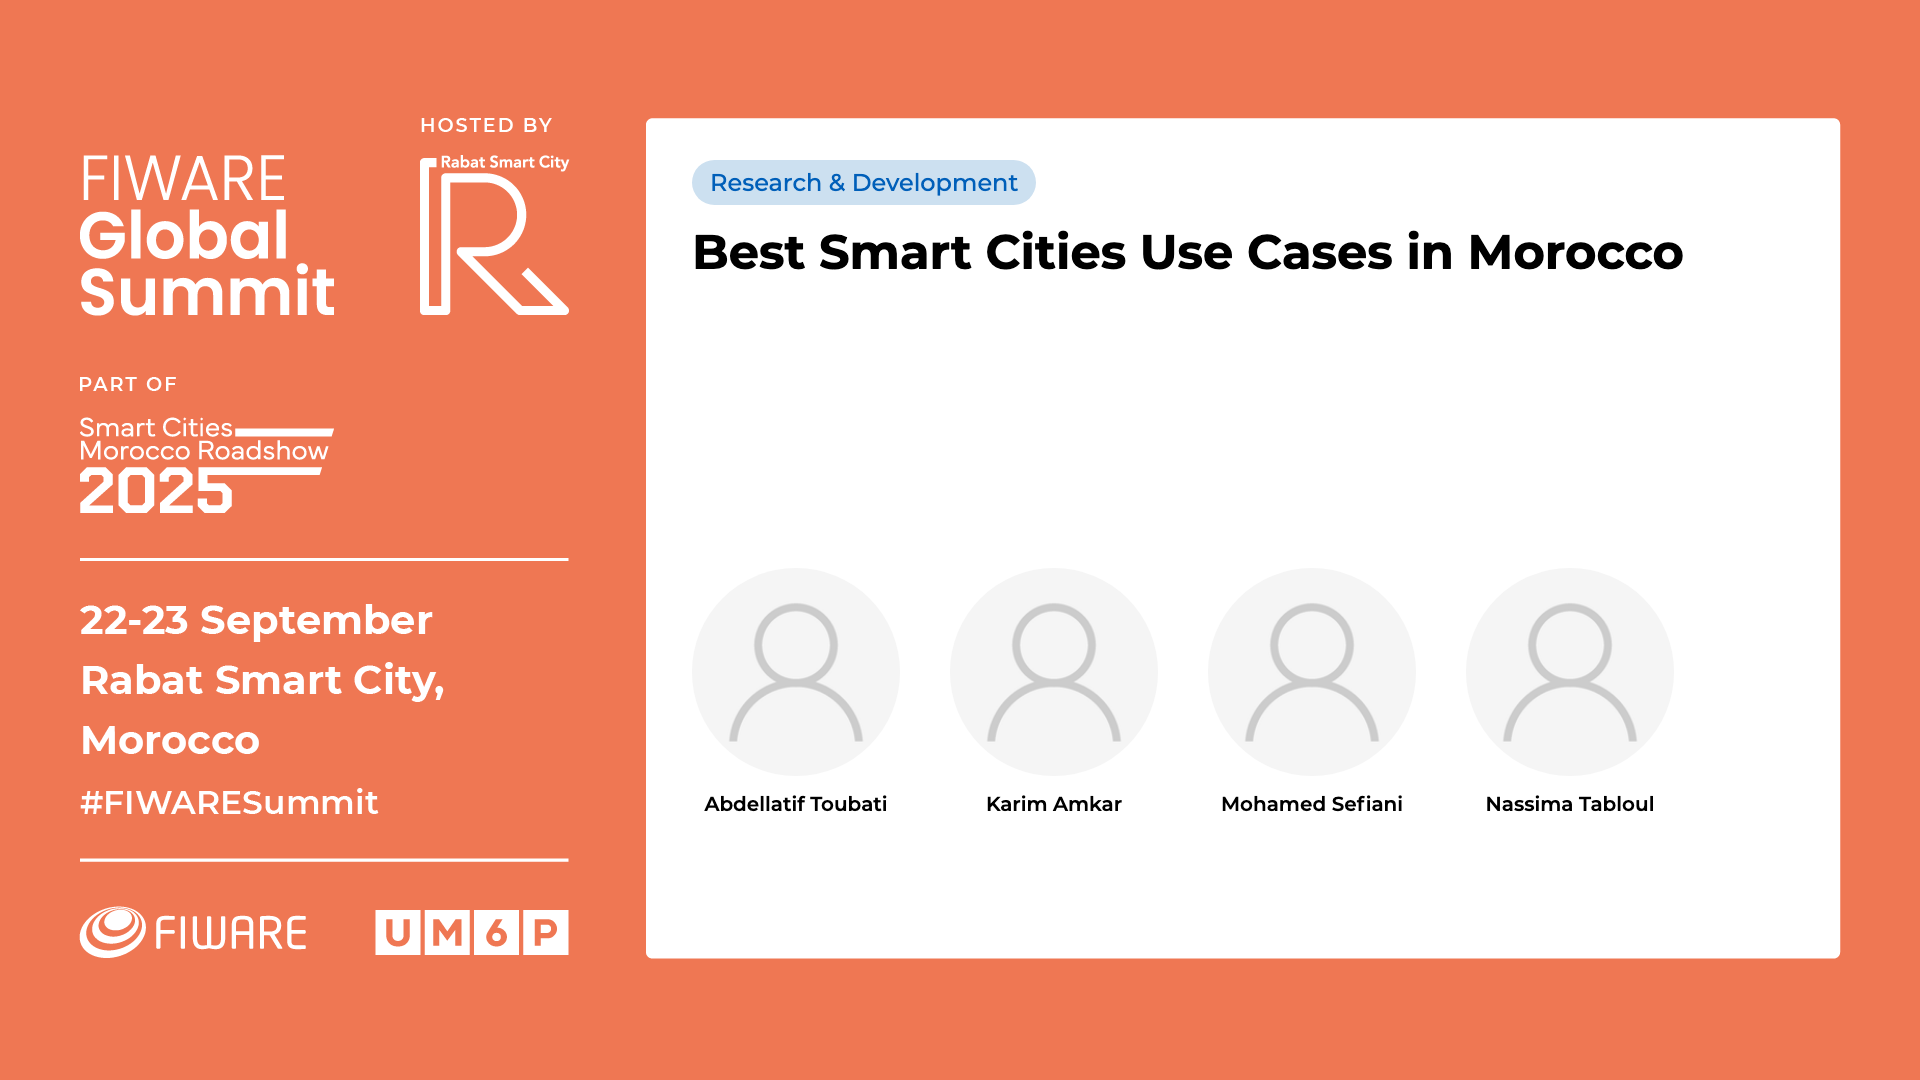 FIWARE
Global
Summit
HOSTED BY
Rabat Smart City
R
PART OF
Smart Cities
Morocco Roadshow
2025
22-23 September
Rabat Smart City,
Morocco
#FIWARESummit
FIWARE
UM6P
Research & Development
Best Smart Cities Use Cases in Morocco
Abdellatif Toubati
Karim Amkar
Mohamed Sefiani
Nassima Tabloul